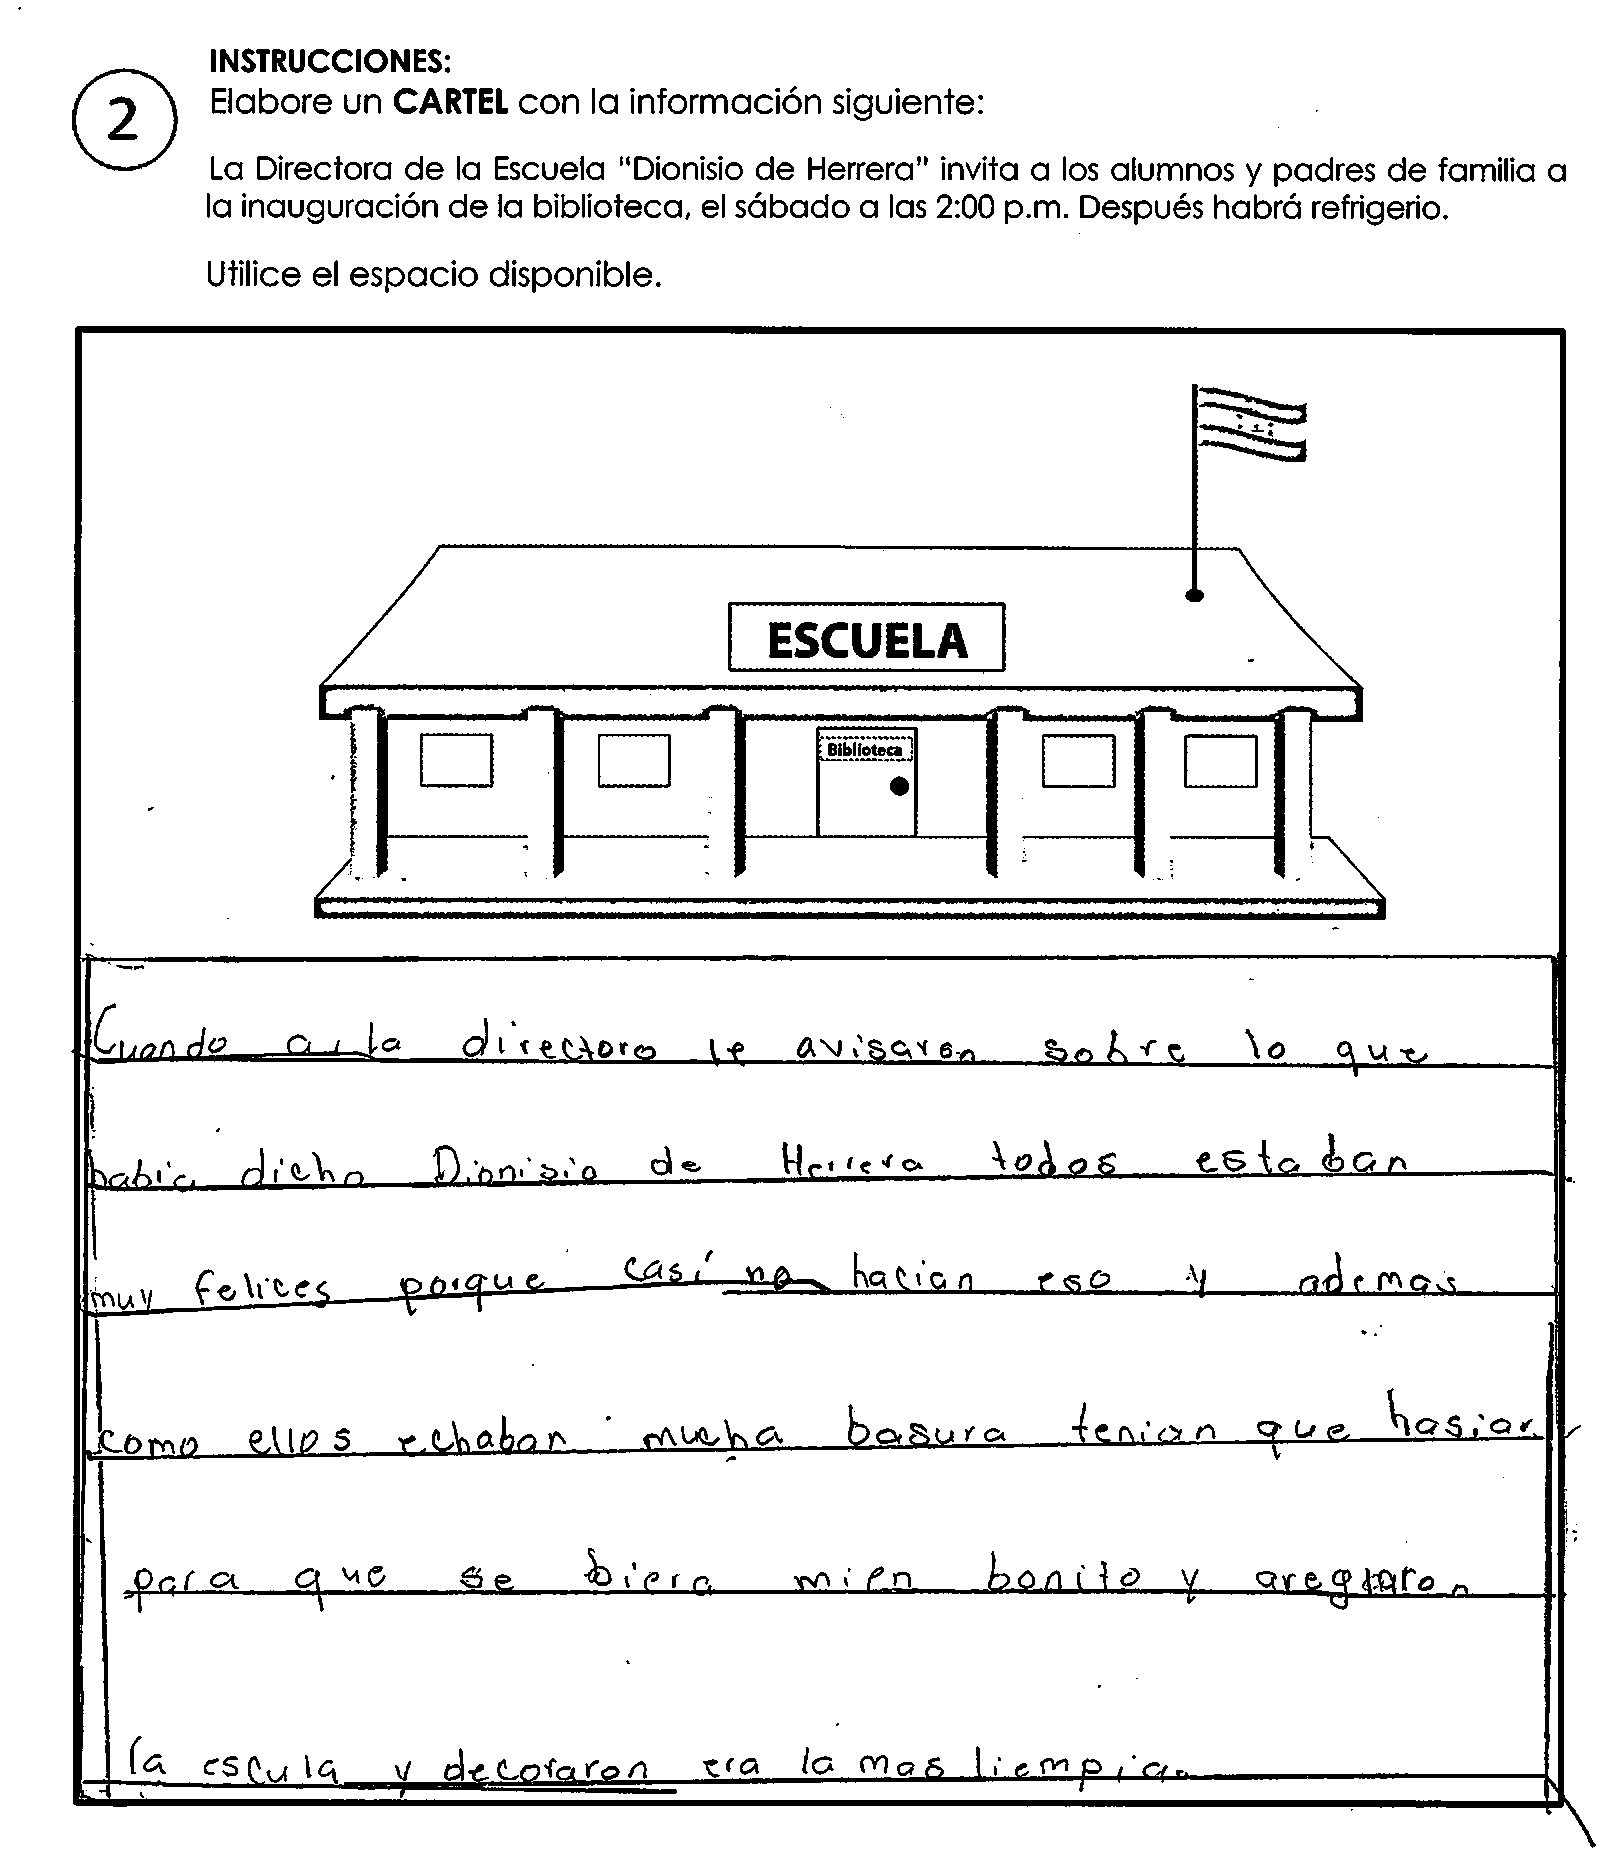 INSTRUCCIONES:
2
Elabore un CARTEL con la información siguiente:
La Directora de la Escuela "Dionisio de Herrera" invita a los alumnos y padres de familia a
la inauguración de la biblioteca, el sábado a las 2:00 p.m. Después habrá refrigerio.
Utilice el espacio disponible.
ESCUELA
Biblioteca
Cuando a la directora le avisaron sobre lo que
habia dicho Dionisio de Herrera todos estaban
muy felices porque casí no hacian eso y ademas
como ellos echaban mucha basura tenian que hasiar
para que se biera mien bonito y areglaron
la escula y decoraron era la mas liempia.